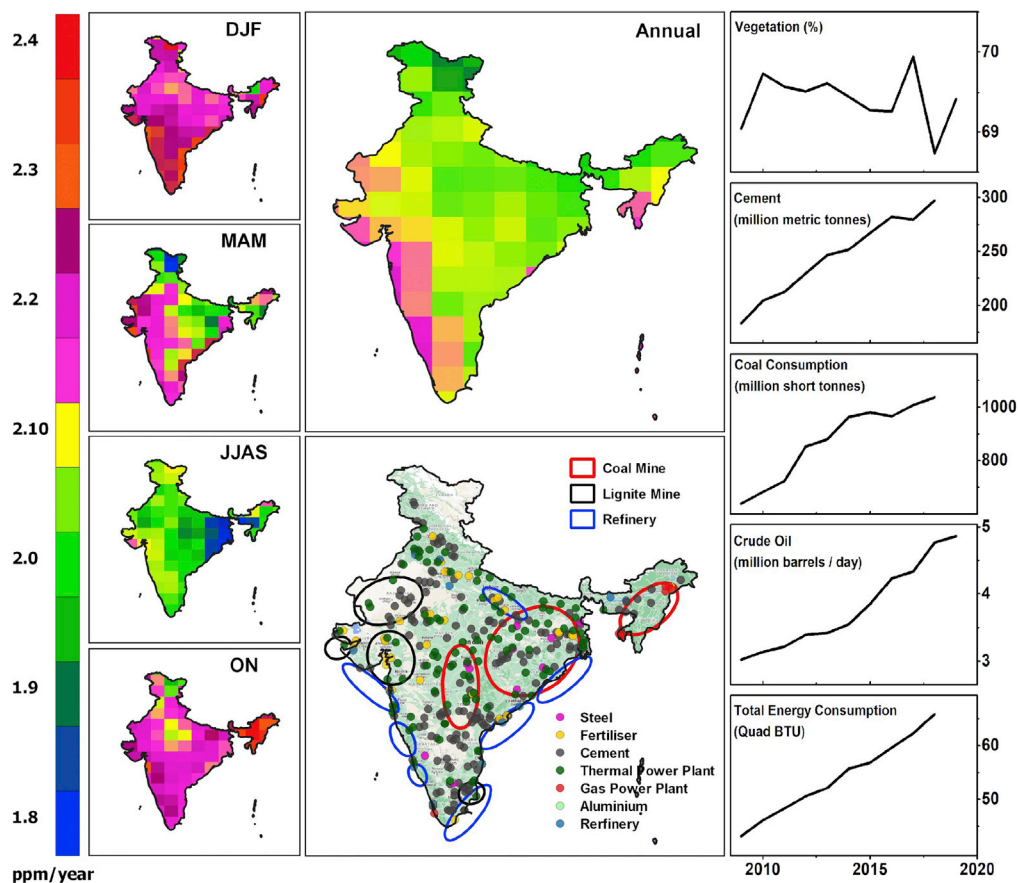 2.4
2.3
2.2
2.10
2.0
1.9
1.8
ppm/year
DJF
MAM
JJAS
ON
Annual
Coal Mine
Lignite Mine
Refinery
Steel
Fertiliser
Cement
Thermal Power Plant
Gas Power Plant
Aluminium
Rerfinery
Vegetation (%)
70
69
Cement
(million metric tonnes)
300
250
200
Coal Consumption
(million short tonnes)
1000
800
Crude Oil
(million barrels / day)
5
4
3
Total Energy Consumption
(Quad BTU)
60
50
2010
2015
2020